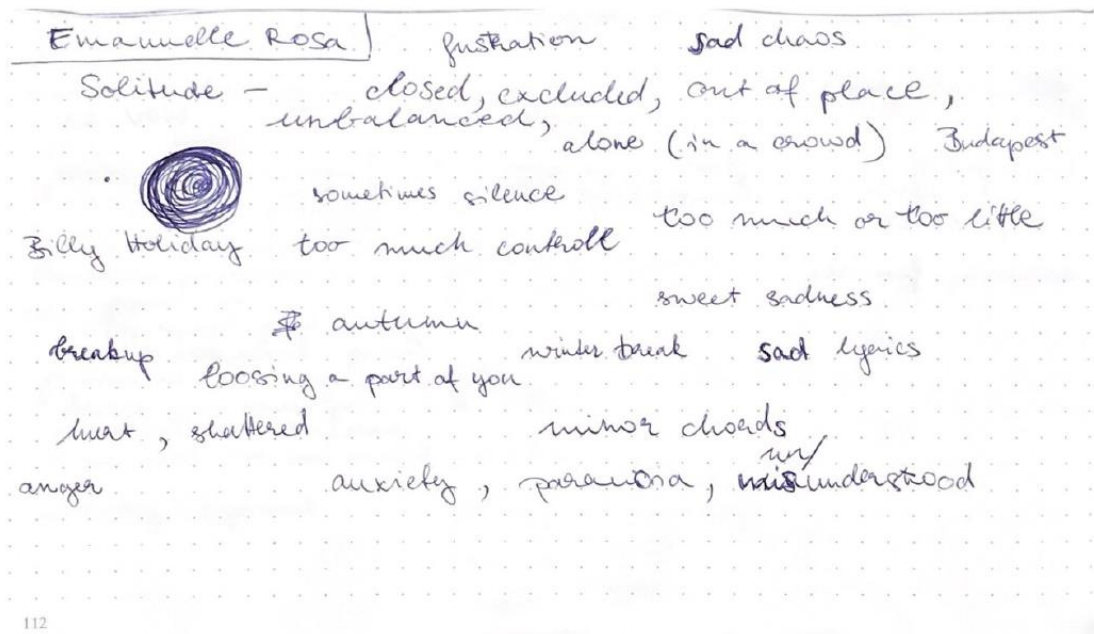 Emanuelle Rosa fustration sad chaos
Solitude - closed, excluded, out of place,
unbalanced,
alone (in a crowd) Budapest
sometimes silence
too much or too little
Billy Holiday too much controll
sweet sadness
autumn
breakup winter break sad lyrics
loosing a part of you
hurt, shattered minor chords
un/
anger anxiety, paranoia, misunderstood
112